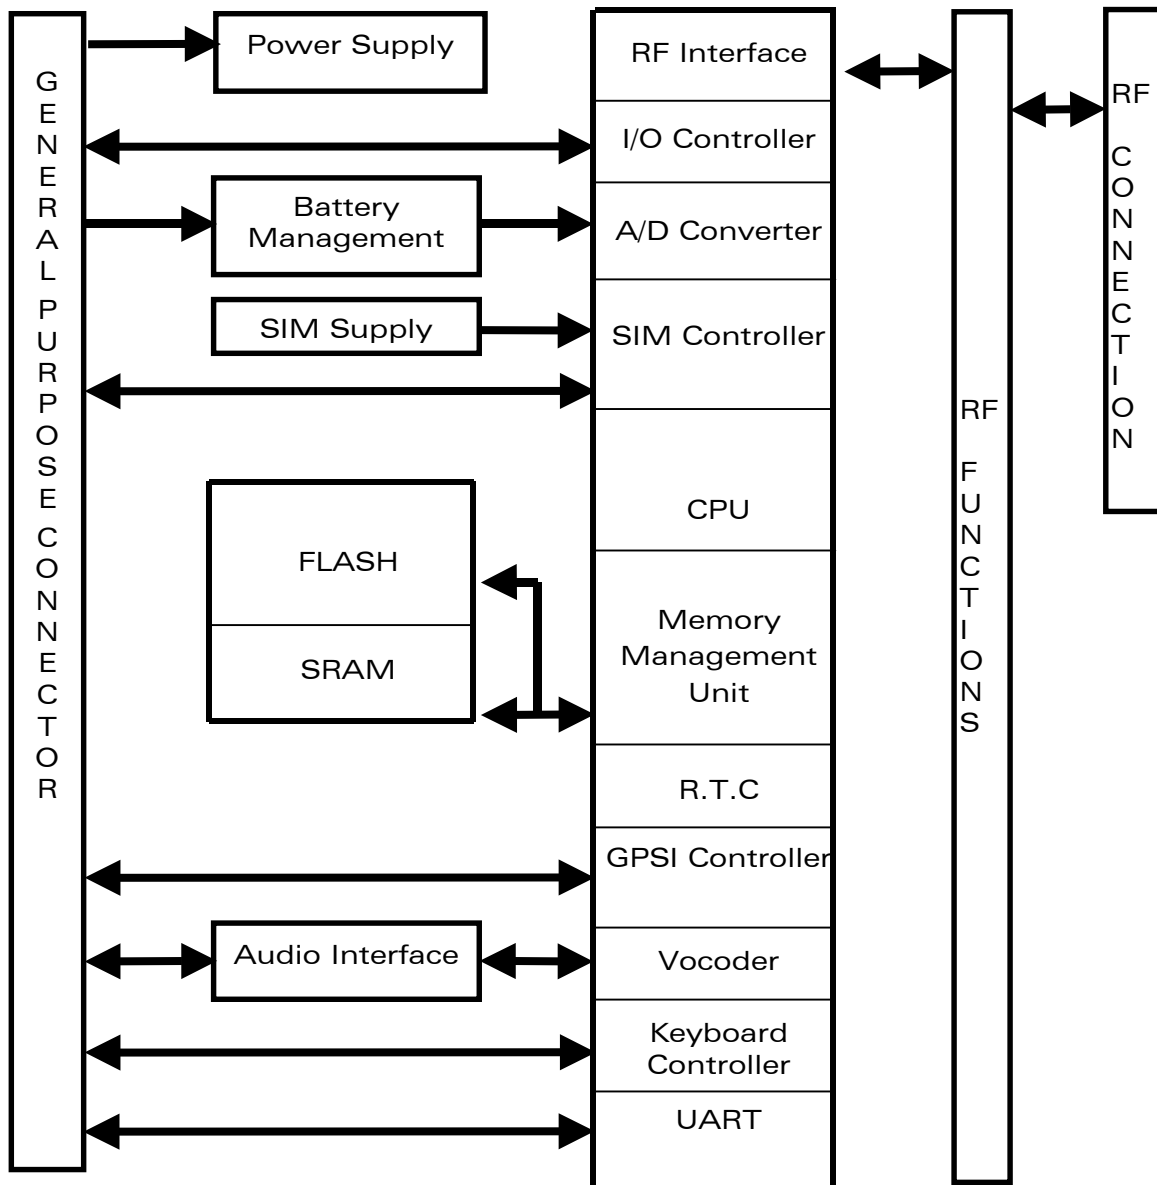 GENERAL PURPOSE CONNECTOR
Power Supply
Battery
Management
SIM Supply
FLASH
SRAM
Audio Interface
RF Interface
I/O Controller
A/D Converter
SIM Controller
CPU
Memory
Management
Unit
R.T.C
GPSI Controller
Vocoder
Keyboard
Controller
UART
RF FUNCTIONS
RF CONNECTION